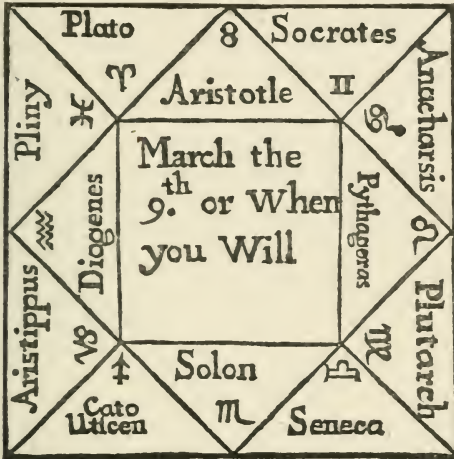 Plato
♉
Socrates
♈
Aristotle
♊
Anacharsis
♋
Pliny
♓
March the
9.th or When
you Will
Diogenes
Pythagoras
♒
♌
Aristippus
♑
Plutarch
♍
♐
Solon
♎
Cato
Uticen
♏
Seneca